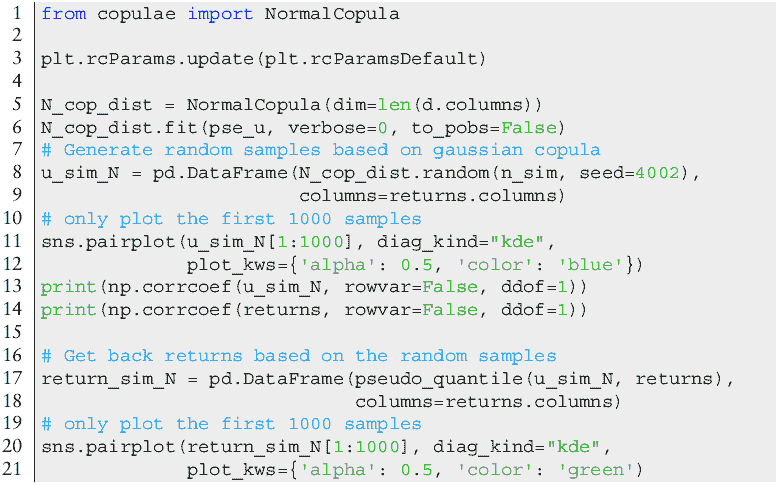 1 from copulae import NormalCopula
2
3 plt.rcParams.update(plt.rcParamsDefault)
4
5 N_cop_dist = NormalCopula(dim=len(d.columns))
6 N_cop_dist.fit(pse_u, verbose=0, to_pobs=False)
7 # Generate random samples based on gaussian copula
8 u_sim_N = pd.DataFrame(N_cop_dist.random(n_sim, seed=4002),
9                        columns=returns.columns)
10 # only plot the first 1000 samples
11 sns.pairplot(u_sim_N[1:1000], diag_kind="kde",
12              plot_kws={'alpha': 0.5, 'color': 'blue'})
13 print(np.corrcoef(u_sim_N, rowvar=False, ddof=1))
14 print(np.corrcoef(returns, rowvar=False, ddof=1))
15
16 # Get back returns based on the random samples
17 return_sim_N = pd.DataFrame(pseudo_quantile(u_sim_N, returns),
18                             columns=returns.columns)
19 # only plot the first 1000 samples
20 sns.pairplot(return_sim_N[1:1000], diag_kind="kde",
21              plot_kws={'alpha': 0.5, 'color': 'green')